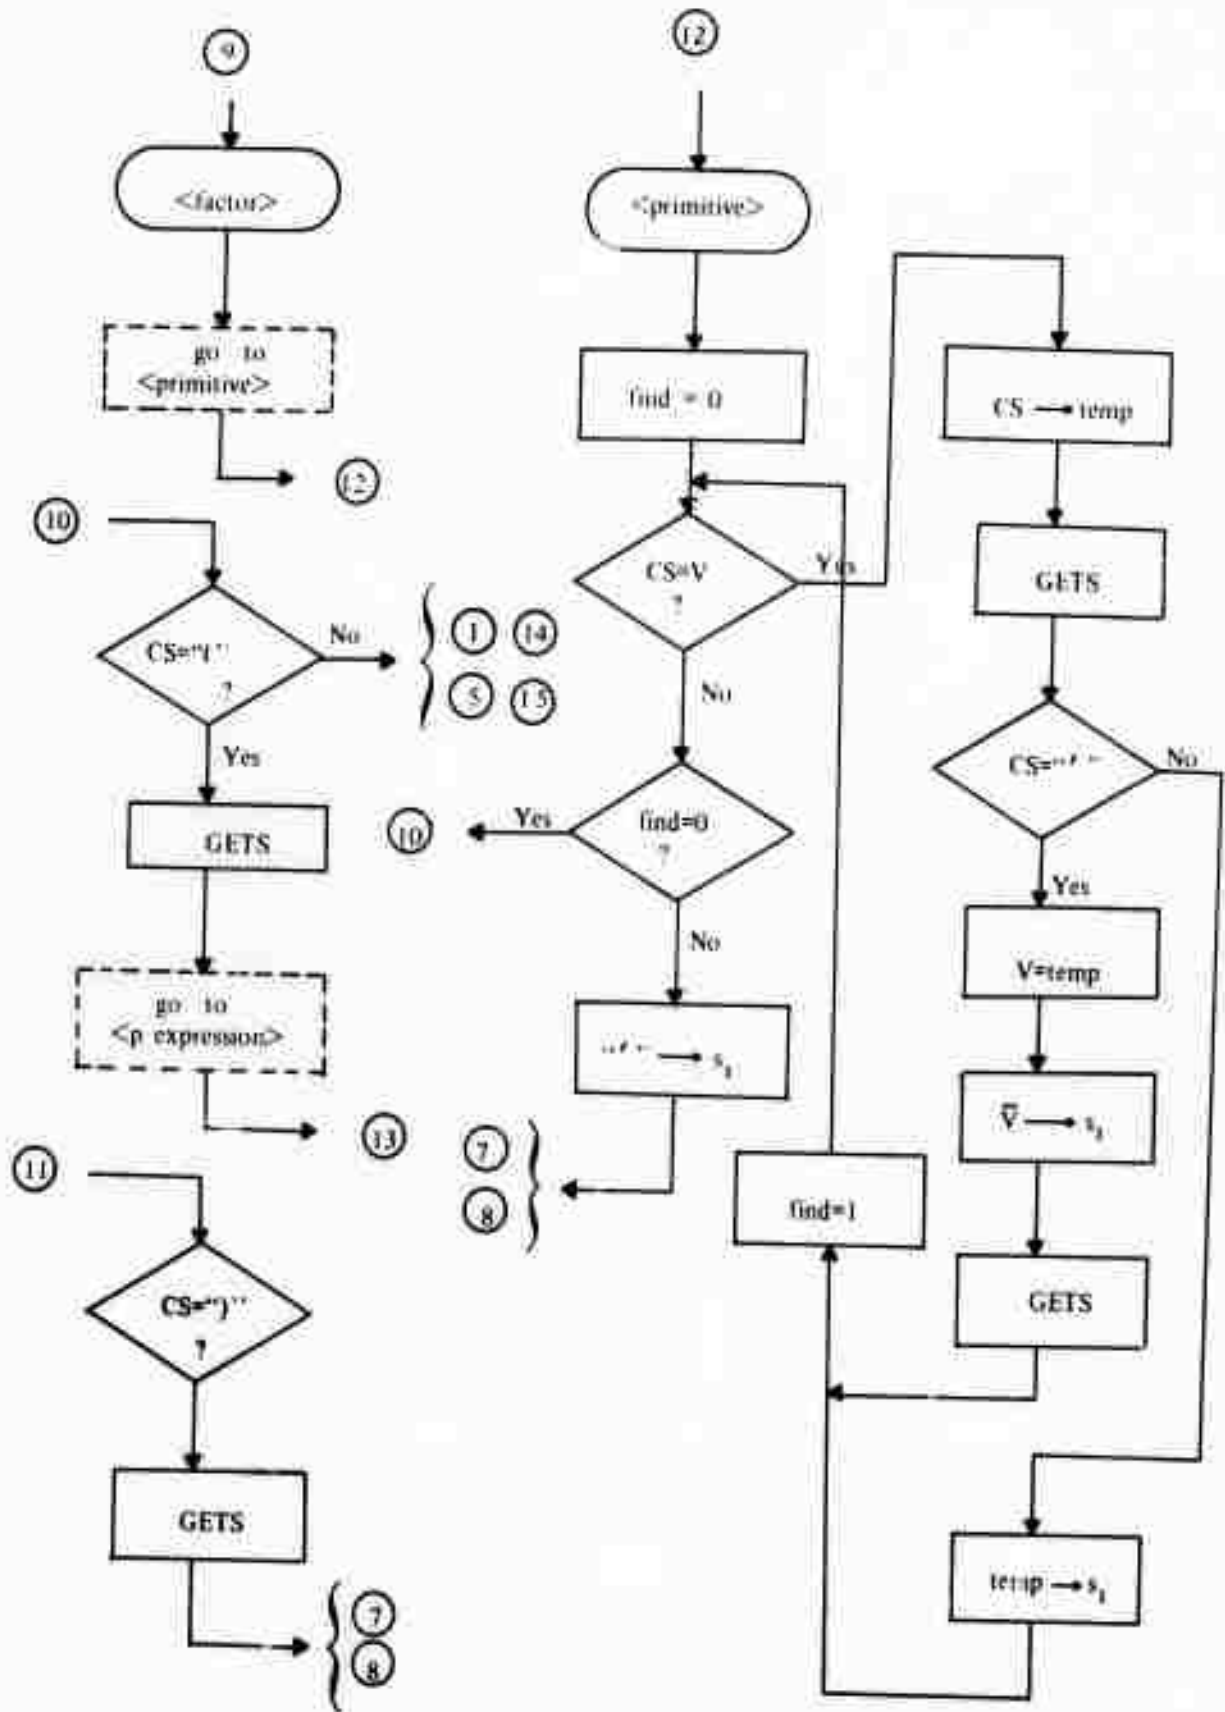 9
<factor>
go to
<primitive>
12
10
CS="("
?
No
1 14
5 15
Yes
GETS
go to
<p expression>
13
11
CS=")"
?
GETS
7
8
12
<primitive>
find = 0
CS=V
?
Yes
No
find=0
?
Yes
10
No
"'" → s₁
7
8
find=1
CS → temp
GETS
CS="'"
No
Yes
V=temp
V̅ → s₁
GETS
temp → s₁